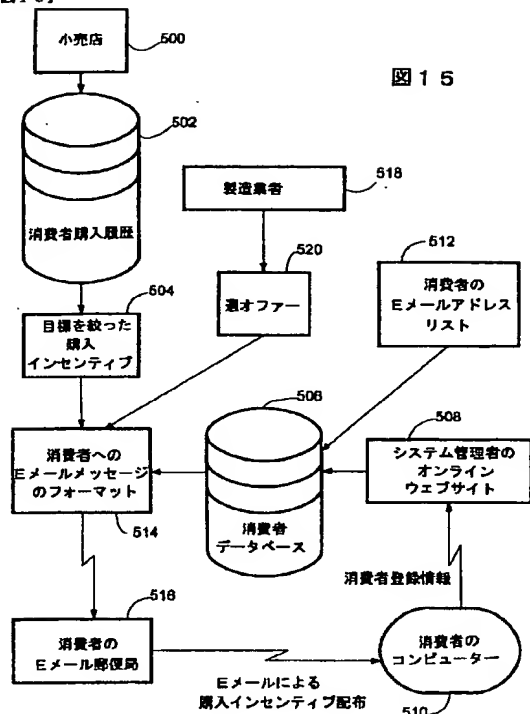 小売店
500
図15
502
消費者購入履歴
製造業者
518
504
目標を絞った
購入
インセンティブ
520
週オファー
512
消費者の
Eメールアドレス
リスト
506
消費者
データベース
508
システム管理者の
オンライン
ウェブサイト
消費者への
Eメールメッセージ
のフォーマット
514
消費者登録情報
516
消費者の
Eメール郵便局
消費者の
コンピューター
510
Eメールによる
購入インセンティブ配布